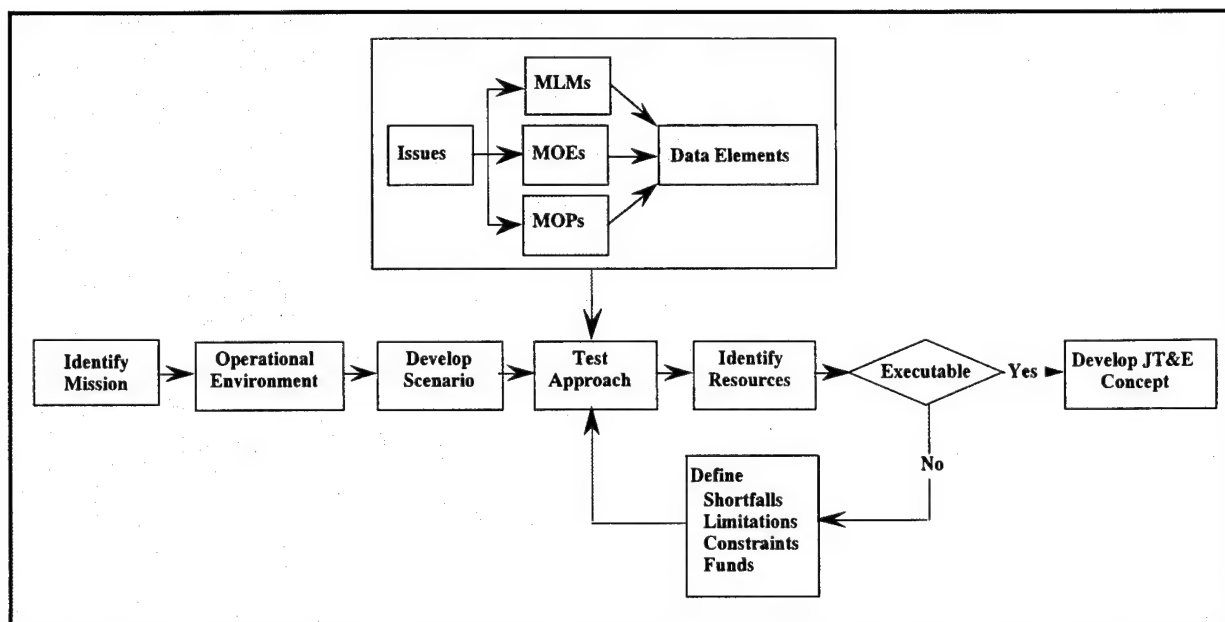 MLMs
Issues
MOEs
Data Elements
MOPs
Identify
Mission
Operational
Environment
Develop
Scenario
Test
Approach
Identify
Resources
Executable
Yes
Develop JT&E
Concept
No
Define
Shortfalls
Limitations
Constraints
Funds